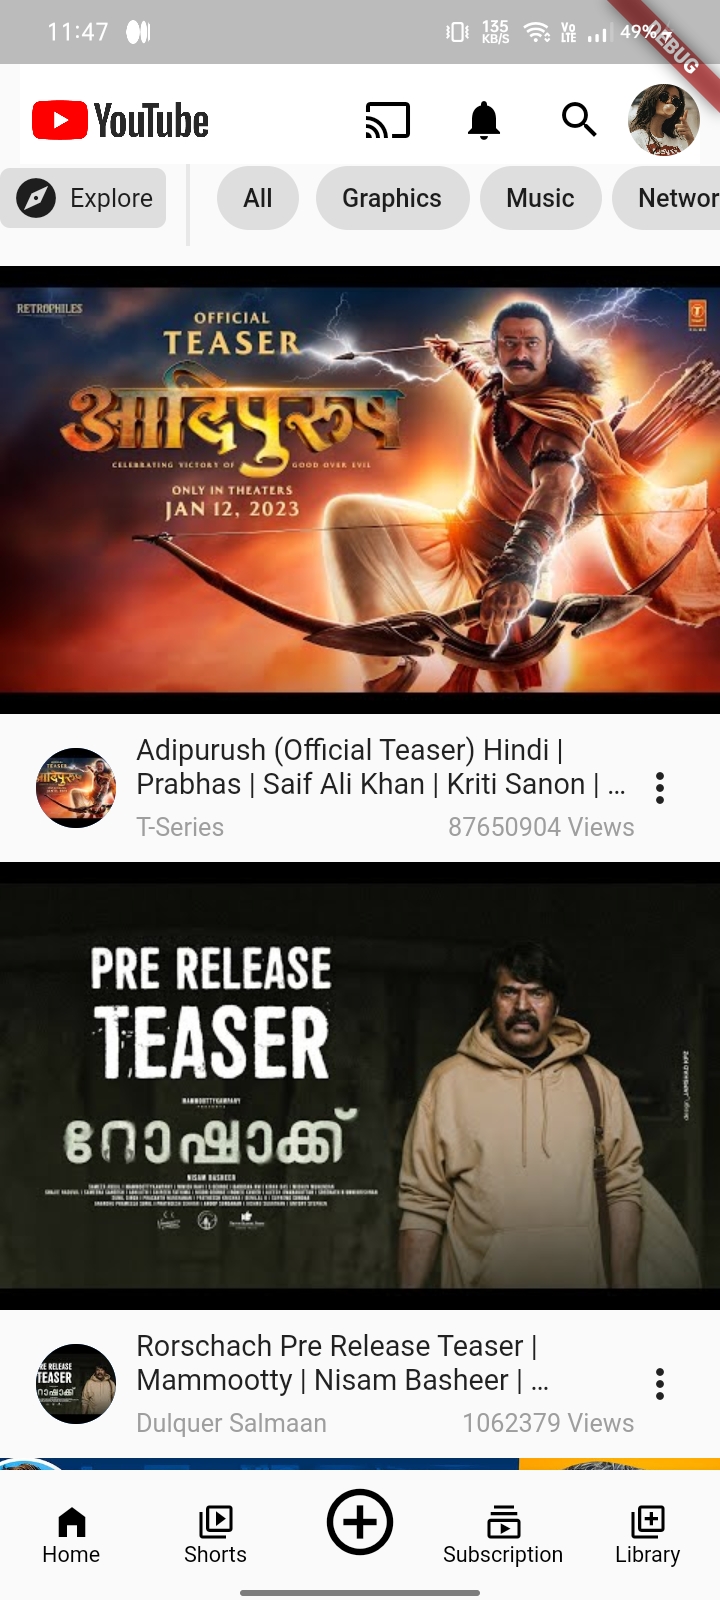 11:47
135
KB/S
Vo
LTE
49%
DEBUG
YouTube
Explore
All
Graphics
Music
Networ
RETROPHILES
OFFICIAL
TEASER
आदिपुरूष
CELEBRATING VICTORY OF GOOD OVER EVIL
ONLY IN THEATERS
JAN 12, 2023
Adipurush (Official Teaser) Hindi |
Prabhas | Saif Ali Khan | Kriti Sanon | ...
T-Series
87650904 Views
PRE RELEASE
TEASER
MAMMOOTTYKAMPANY
റോഷാക്ക്
NISAM BASHEER
Rorschach Pre Release Teaser |
Mammootty | Nisam Basheer | ...
Dulquer Salmaan
1062379 Views
Home
Shorts
Subscription
Library